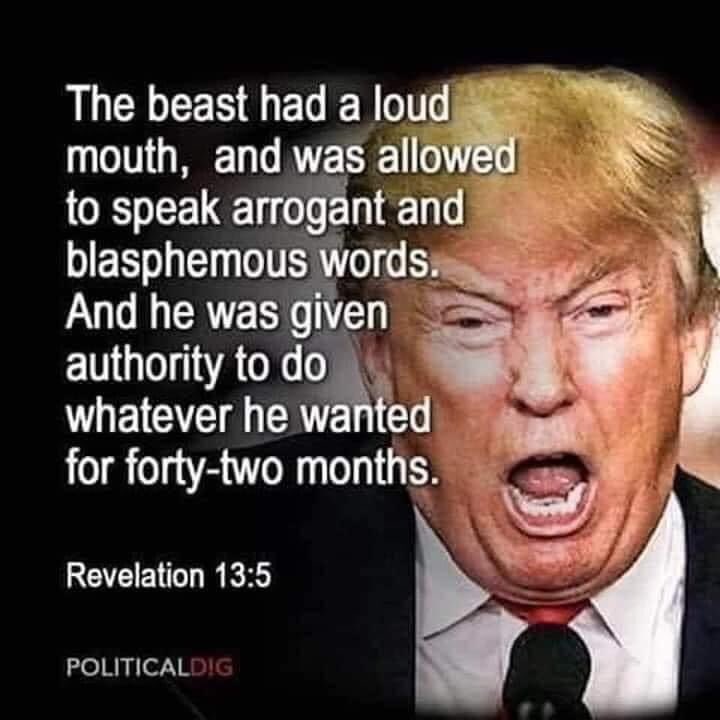 The beast had a loud
mouth,  and was allowed
to speak arrogant and
blasphemous words.
And he was given
authority to do
whatever he wanted
for forty-two months.
Revelation 13:5
POLITICALDIG